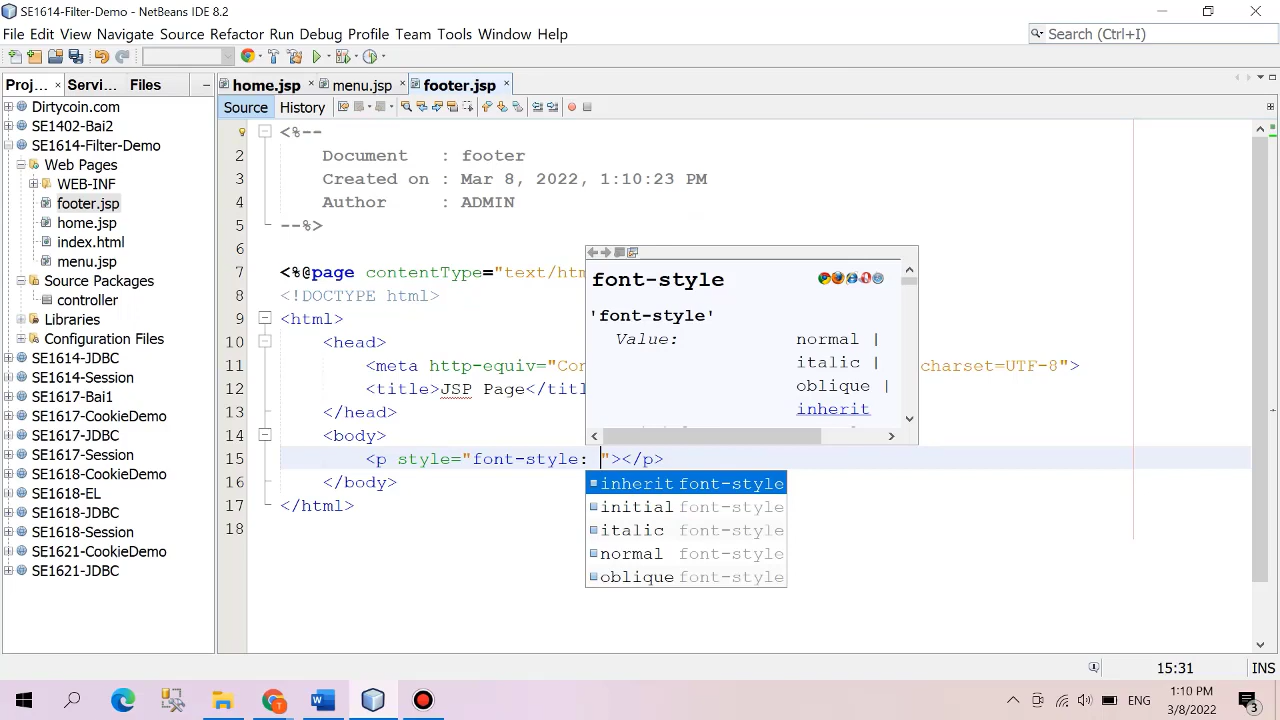 SE1614-Filter-Demo - NetBeans IDE 8.2
File Edit View Navigate Source Refactor Run Debug Profile Team Tools Window Help
Search (Ctrl+I)
Proj... × Servi... Files
home.jsp × menu.jsp × footer.jsp ×
Source History
Dirtycoin.com
SE1402-Bai2
SE1614-Filter-Demo
Web Pages
WEB-INF
footer.jsp
home.jsp
index.html
menu.jsp
Source Packages
controller
Libraries
Configuration Files
SE1614-JDBC
SE1614-Session
SE1617-Bai1
SE1617-CookieDemo
SE1617-JDBC
SE1617-Session
SE1618-CookieDemo
SE1618-EL
SE1618-JDBC
SE1618-Session
SE1621-CookieDemo
SE1621-JDBC
<%--
2 Document : footer
3 Created on : Mar 8, 2022, 1:10:23 PM
4 Author : ADMIN
5 --%>
6
7 <%@page contentType="text/htm
8 <!DOCTYPE html>
9 <html>
10 <head>
11 <meta http-equiv="Con charset=UTF-8">
12 <title>JSP Page</titl
13 </head>
14 <body>
15 <p style="font-style: "></p>
16 </body>
17 </html>
18
font-style
'font-style'
Value: normal |
italic |
oblique |
inherit
inherit font-style
initial font-style
italic font-style
normal font-style
oblique font-style
15:31 INS
ENG
1:10 PM
3/8/2022
3